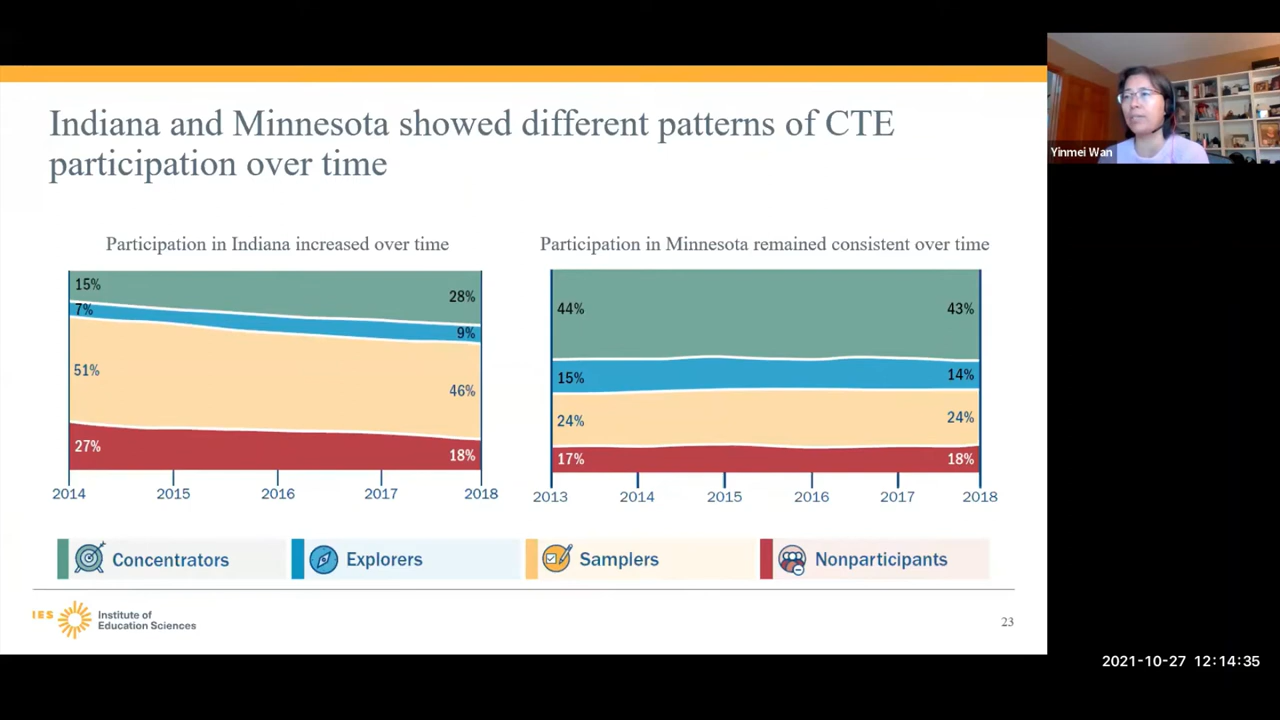 Indiana and Minnesota showed different patterns of CTE
participation over time
Yinmei Wan
Participation in Indiana increased over time
15%
28%
7%
9%
51%
46%
27%
18%
2014
2015
2016
2017
2018
Participation in Minnesota remained consistent over time
44%
43%
15%
14%
24%
24%
17%
18%
2013
2014
2015
2016
2017
2018
Concentrators
Explorers
Samplers
Nonparticipants
IES
Institute of
Education Sciences
23
2021-10-27 12:14:35